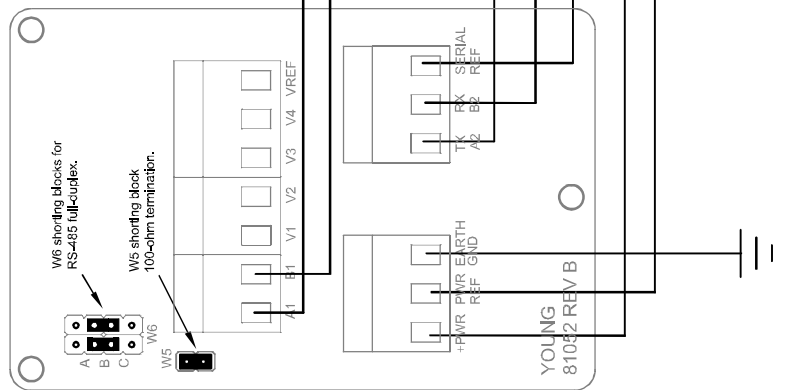 W6 shorting blocks for
RS-485 full-duplex.
W5 shorting block
100-ohm termination.
A
B
C
W6
W5
VREF
V4
V3
V2
V1
B1
A1
SERIAL
REF
RX
B2
TX
A2
EARTH
GND
PWR
REF
+PWR
YOUNG
81052 REV B